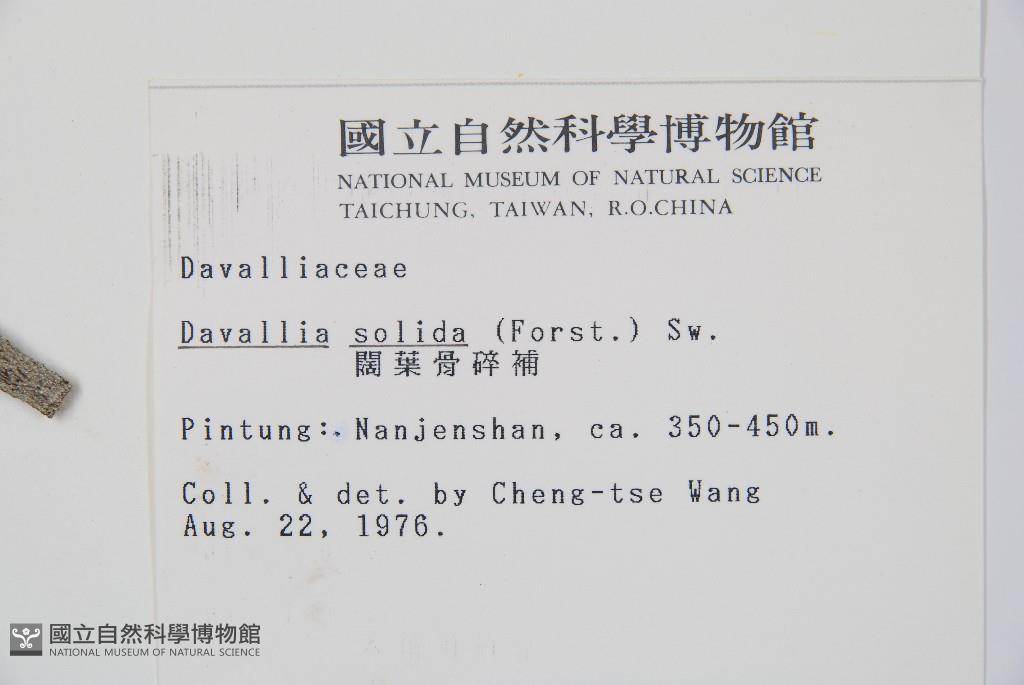 國立自然科學博物館
NATIONAL MUSEUM OF NATURAL SCIENCE
TAICHUNG, TAIWAN, R.O.CHINA
Davalliaceae
Davallia solida (Forst.) Sw.
闊葉骨碎補
Pintung: Nanjenshan, ca. 350-450m.
Coll. & det. by Cheng-tse Wang
Aug. 22, 1976.
國立自然科學博物館
NATIONAL MUSEUM OF NATURAL SCIENCE